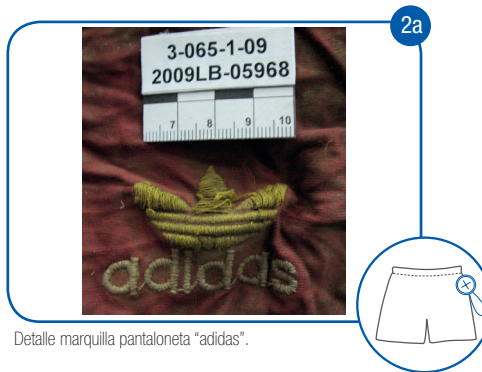 2a
3-065-1-09
2009LB-05968
7 8 9 10
adidas
Detalle marquilla pantaloneta “adidas”.